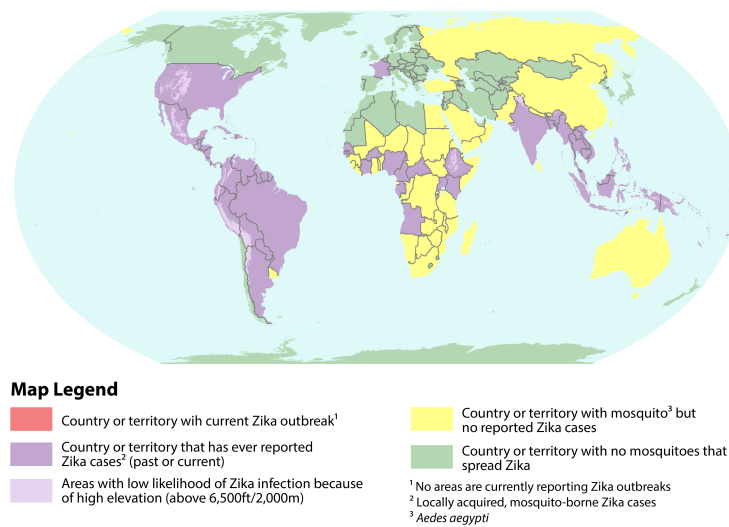 Map Legend
Country or territory wih current Zika outbreak¹
Country or territory that has ever reported
Zika cases² (past or current)
Areas with low likelihood of Zika infection because
of high elevation (above 6,500ft/2,000m)
Country or territory with mosquito³ but
no reported Zika cases
Country or territory with no mosquitoes that
spread Zika
¹ No areas are currently reporting Zika outbreaks
² Locally acquired, mosquito-borne Zika cases
³ Aedes aegypti